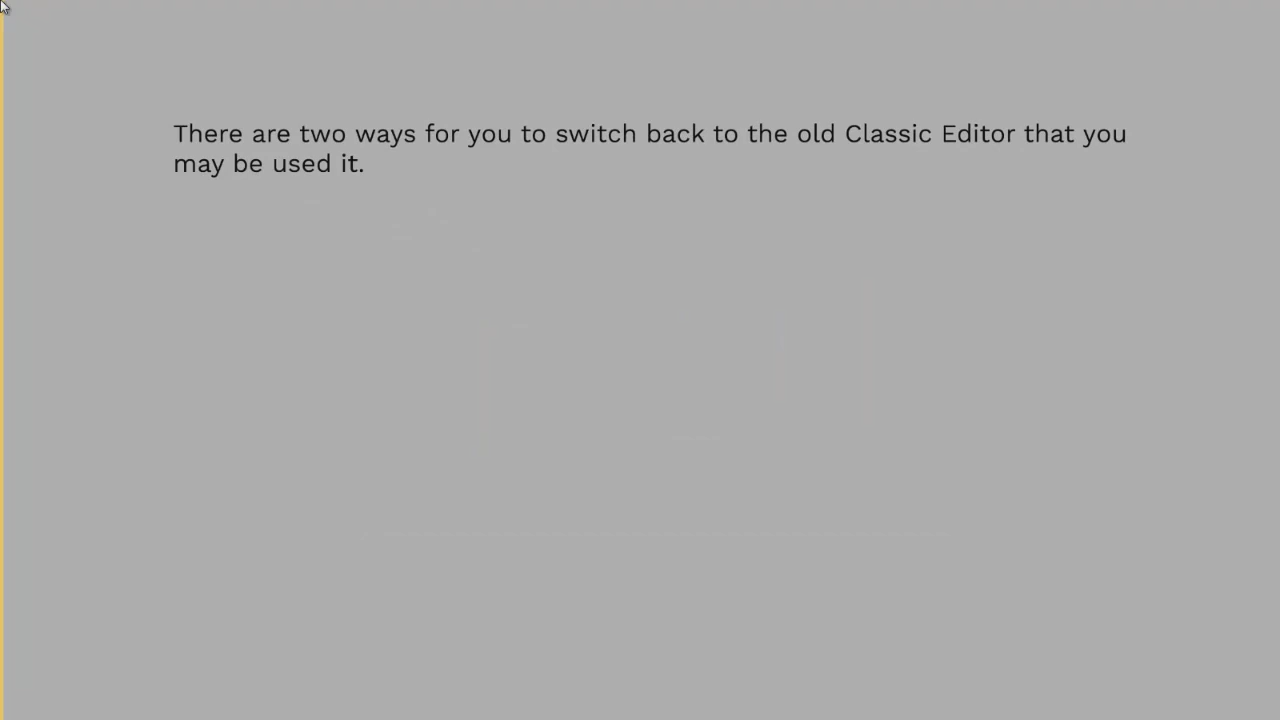 There are two ways for you to switch back to the old Classic Editor that you
may be used it.